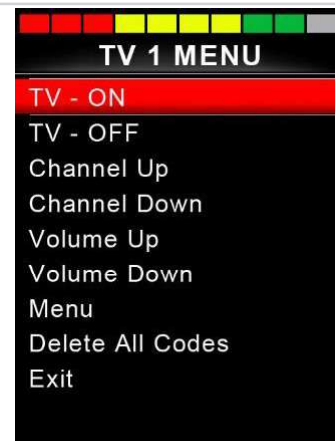 TV 1 MENU
TV - ON
TV - OFF
Channel Up
Channel Down
Volume Up
Volume Down
Menu
Delete All Codes
Exit